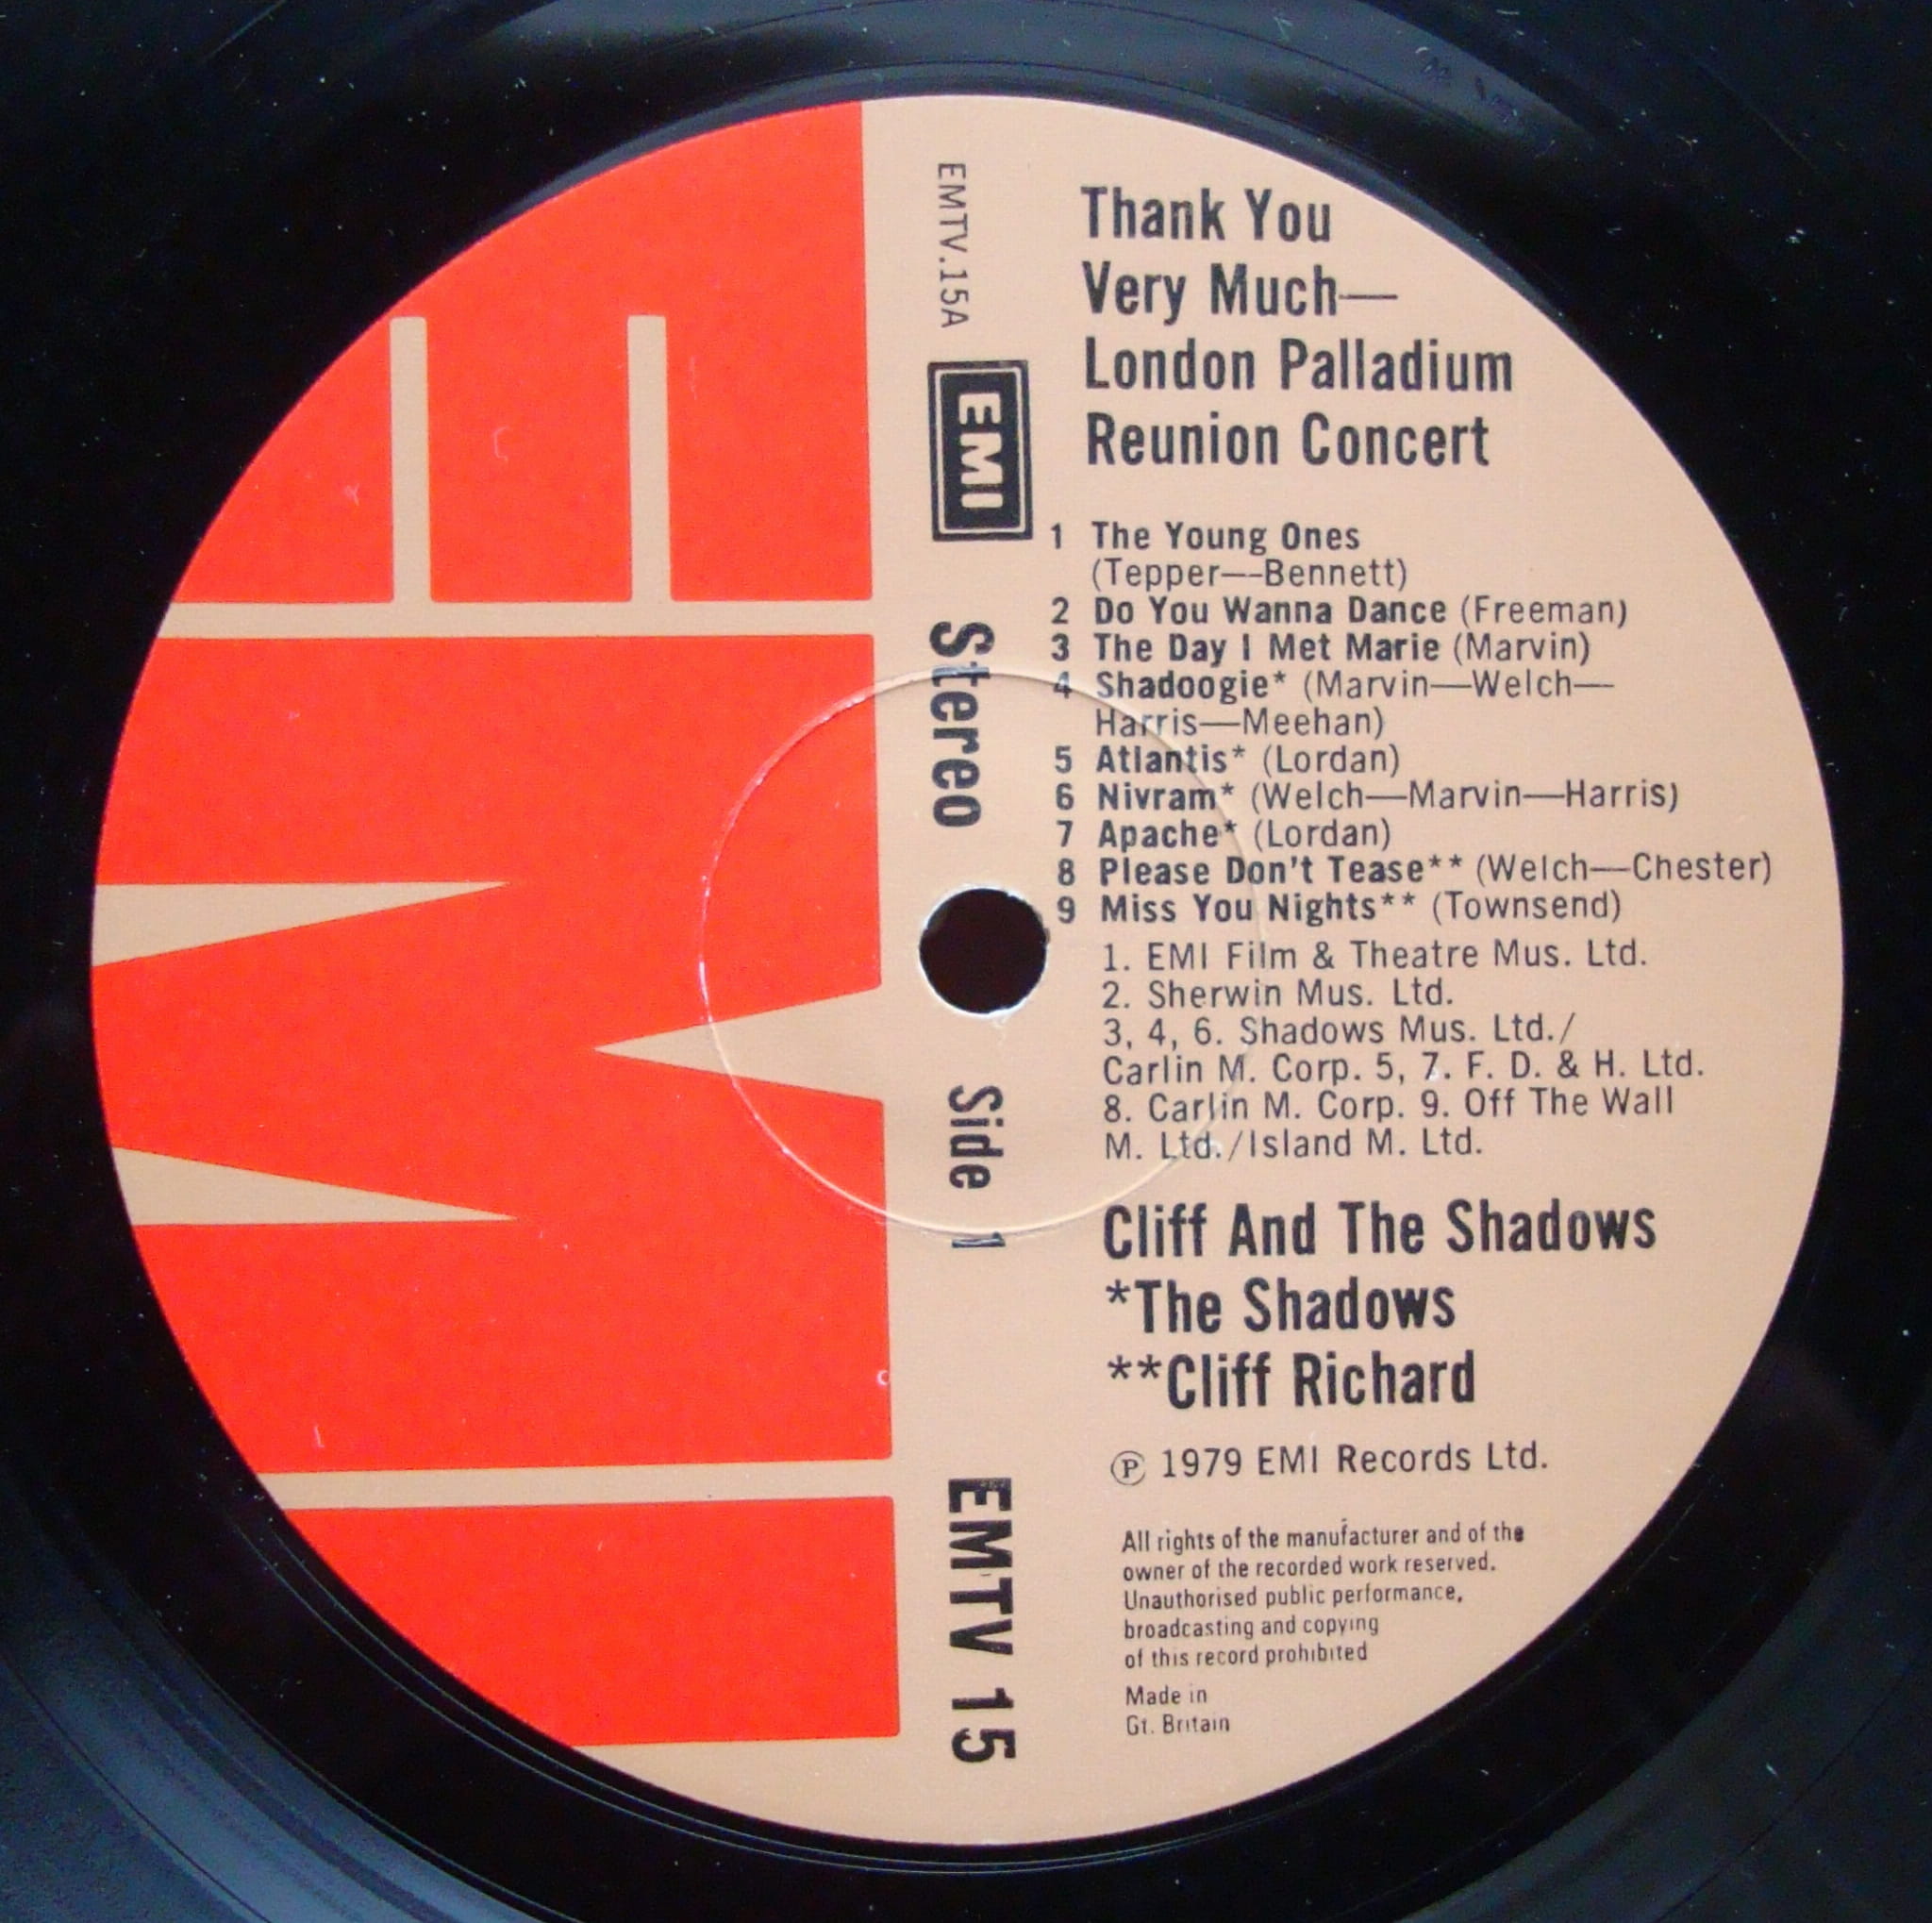 Thank You
Very Much—
London Palladium
Reunion Concert
1 The Young Ones
(Tepper—Bennett)
2 Do You Wanna Dance (Freeman)
3 The Day I Met Marie (Marvin)
4 Shadoogie* (Marvin—Welch—
Harris—Meehan)
5 Atlantis* (Lordan)
6 Nivram* (Welch—Marvin—Harris)
7 Apache* (Lordan)
8 Please Don't Tease** (Welch—Chester)
9 Miss You Nights** (Townsend)
1. EMI Film & Theatre Mus. Ltd.
2. Sherwin Mus. Ltd.
3, 4, 6. Shadows Mus. Ltd./
Carlin M. Corp. 5, 7. F. D. & H. Ltd.
8. Carlin M. Corp. 9. Off The Wall
M. Ltd./Island M. Ltd.
Cliff And The Shadows
*The Shadows
**Cliff Richard
℗ 1979 EMI Records Ltd.
All rights of the manufacturer and of the
owner of the recorded work reserved.
Unauthorised public performance,
broadcasting and copying
of this record prohibited
Made in
Gt. Britain
EMTV.15A
EMI
Stereo
Side 1
EMTV 15
EMI